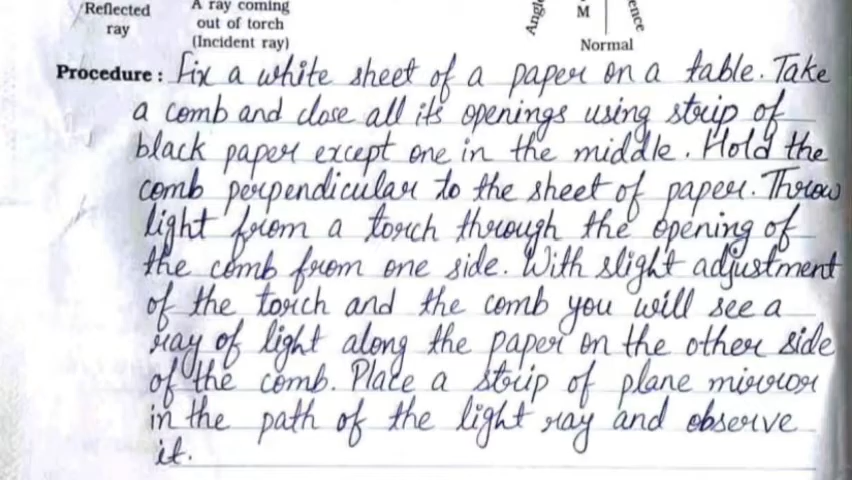 Reflected
ray
A ray coming
out of torch
(Incident ray)
M
Normal
Procedure : Fix a white sheet of a paper on a table. Take
a comb and close all its openings using strip of
black paper except one in the middle. Hold the
comb perpendicular to the sheet of paper. Throw
light from a torch through the opening of
the comb from one side. With slight adjustment
of the torch and the comb you will see a
ray of light along the paper on the other side
of the comb. Place a strip of plane mirror
in the path of the light ray and observe
it.